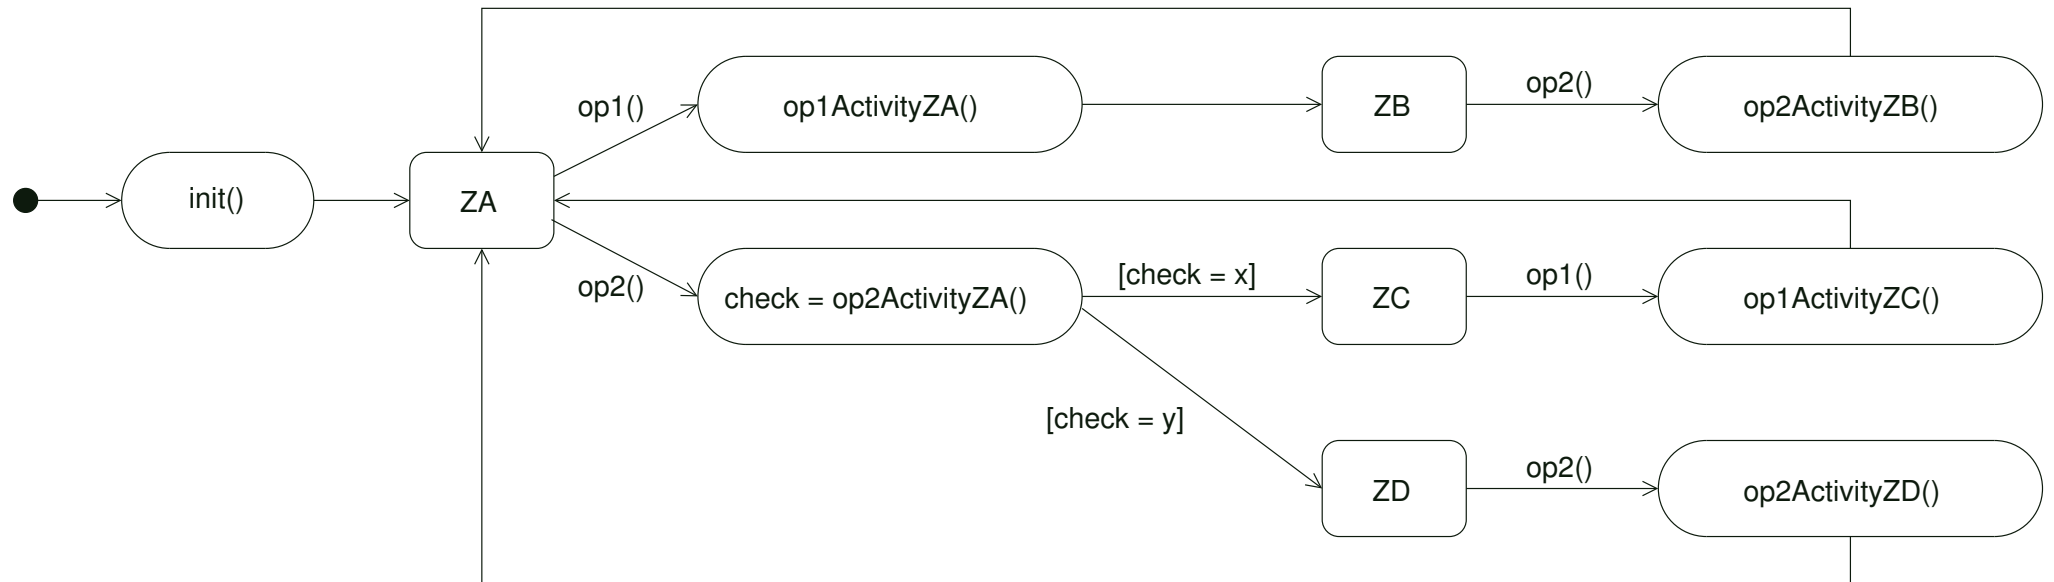 op1()
op1ActivityZA()
ZB
op2()
op2ActivityZB()
init()
ZA
op2()
check = op2ActivityZA()
[check = x]
ZC
op1()
op1ActivityZC()
[check = y]
ZD
op2()
op2ActivityZD()